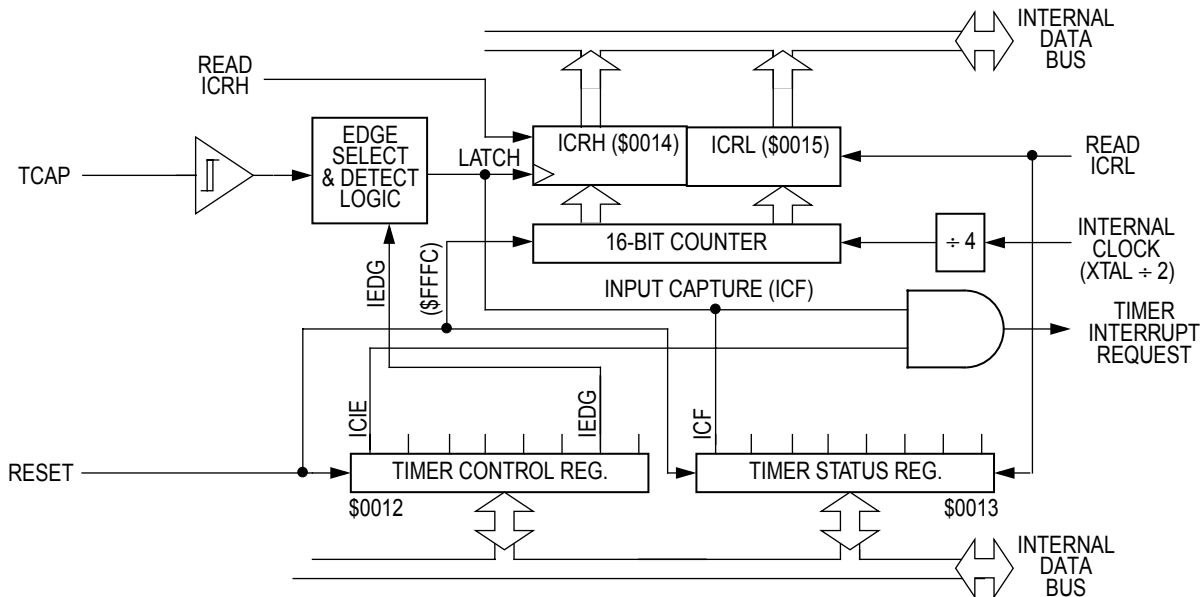 INTERNAL
DATA
BUS
READ
ICRH
EDGE
SELECT
& DETECT
LOGIC
LATCH
ICRH ($0014)
ICRL ($0015)
READ
ICRL
TCAP
16-BIT COUNTER
÷ 4
INTERNAL
CLOCK
(XTAL ÷ 2)
IEDG
($FFFC)
INPUT CAPTURE (ICF)
TIMER
INTERRUPT
REQUEST
ICIE
IEDG
ICF
RESET
TIMER CONTROL REG.
TIMER STATUS REG.
$0012
$0013
INTERNAL
DATA
BUS